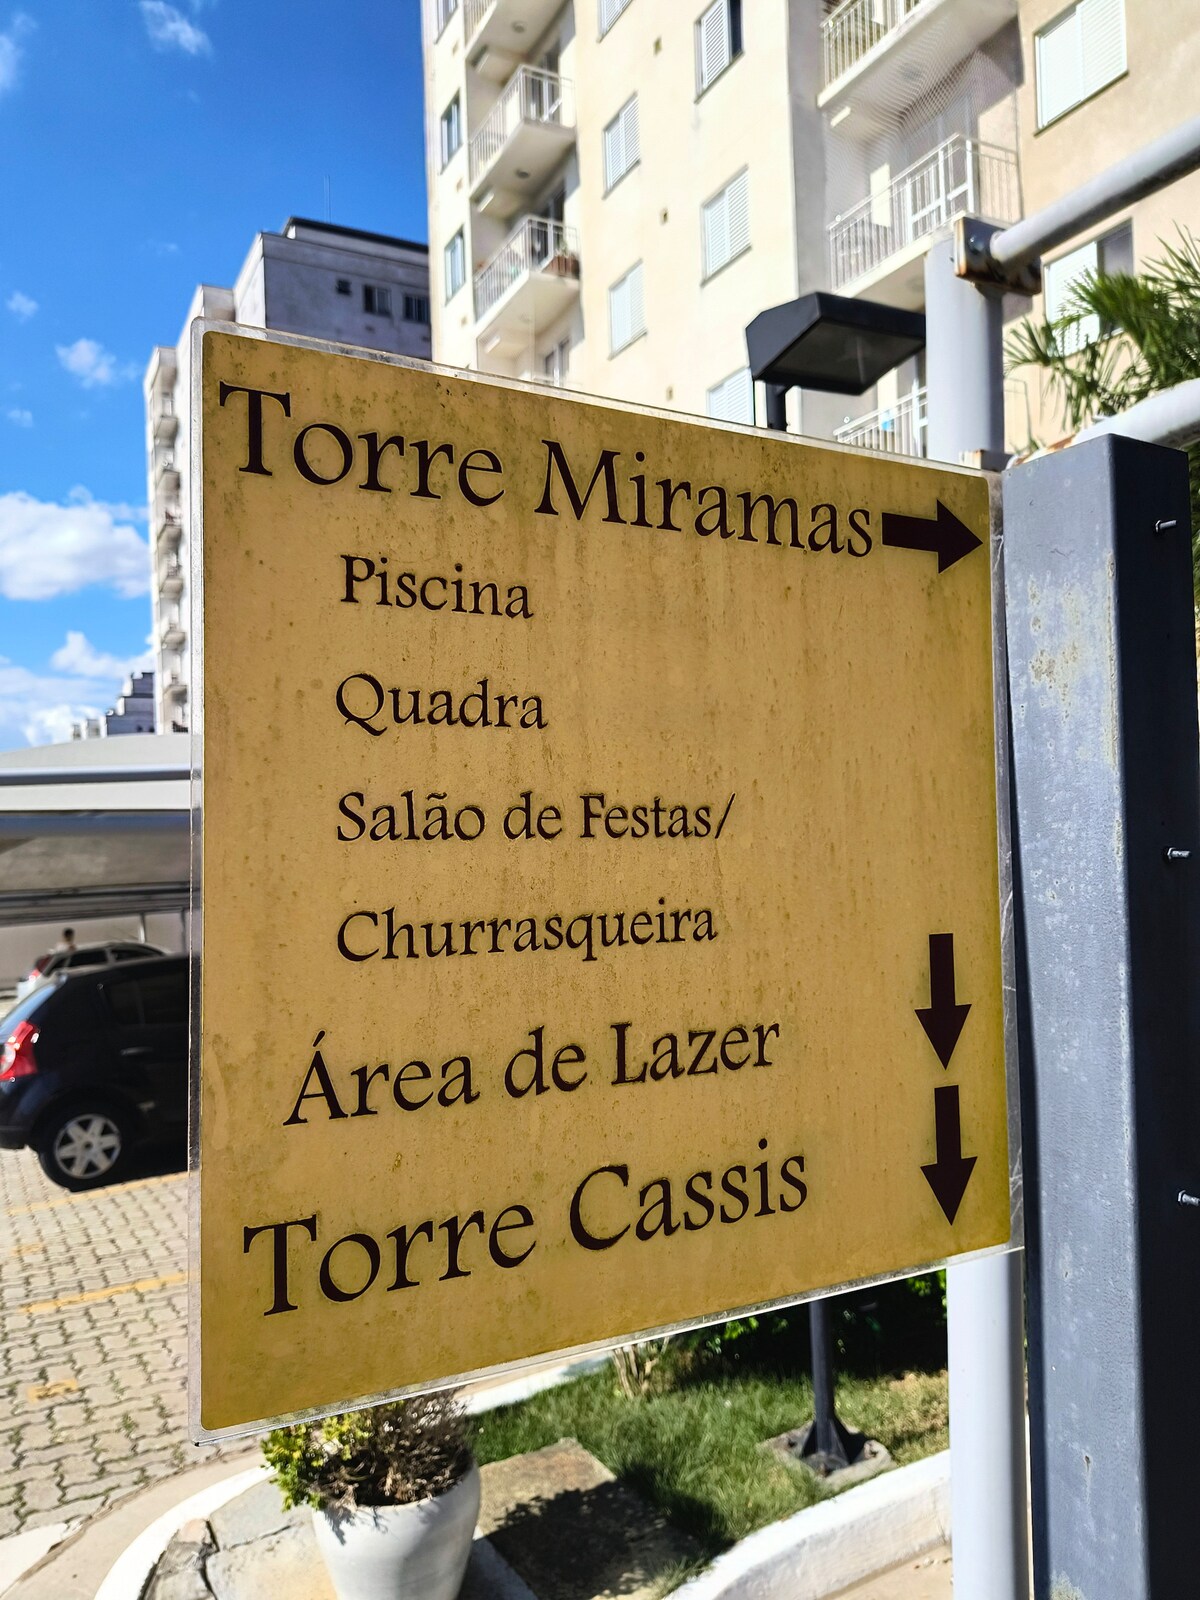 Torre Miramas
Piscina
Quadra
Salão de Festas/
Churrasqueira
Área de Lazer
Torre Cassis